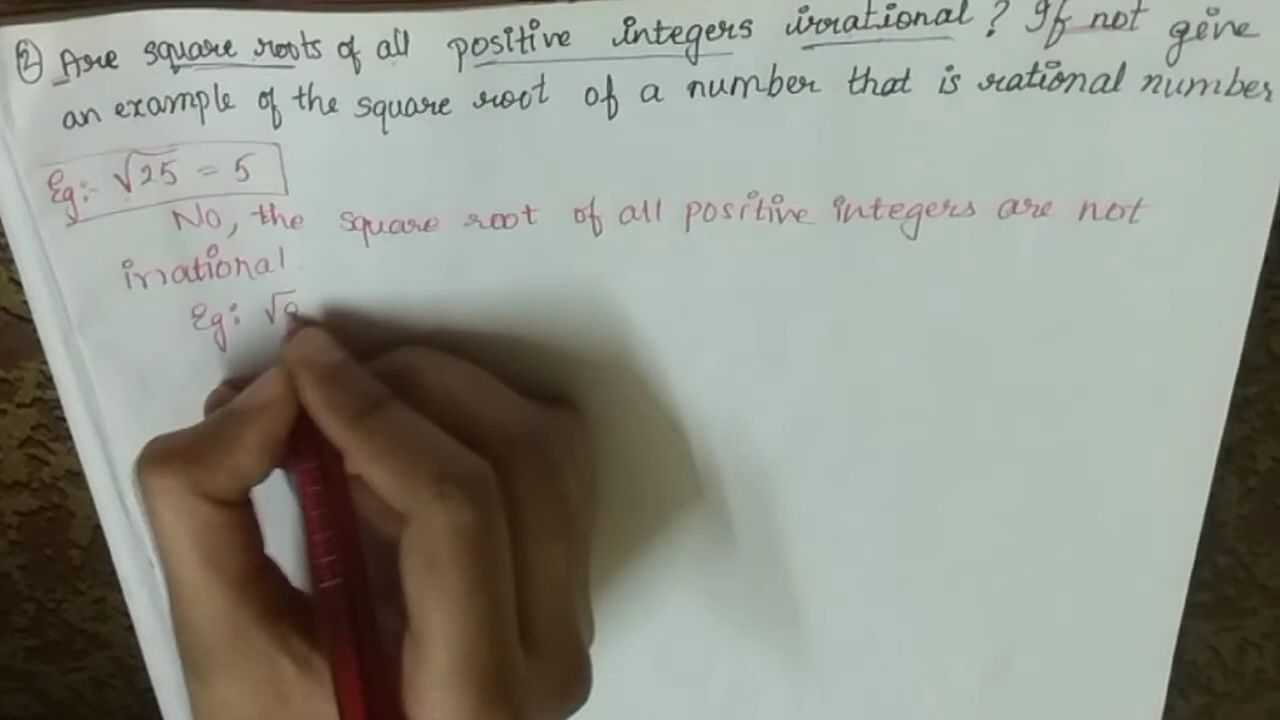 ② Are square roots of all positive integers irrational? If not give
an example of the square root of a number that is rational number
Eg:- √25 = 5
No, the square root of all positive integers are not
irrational
Eg: √